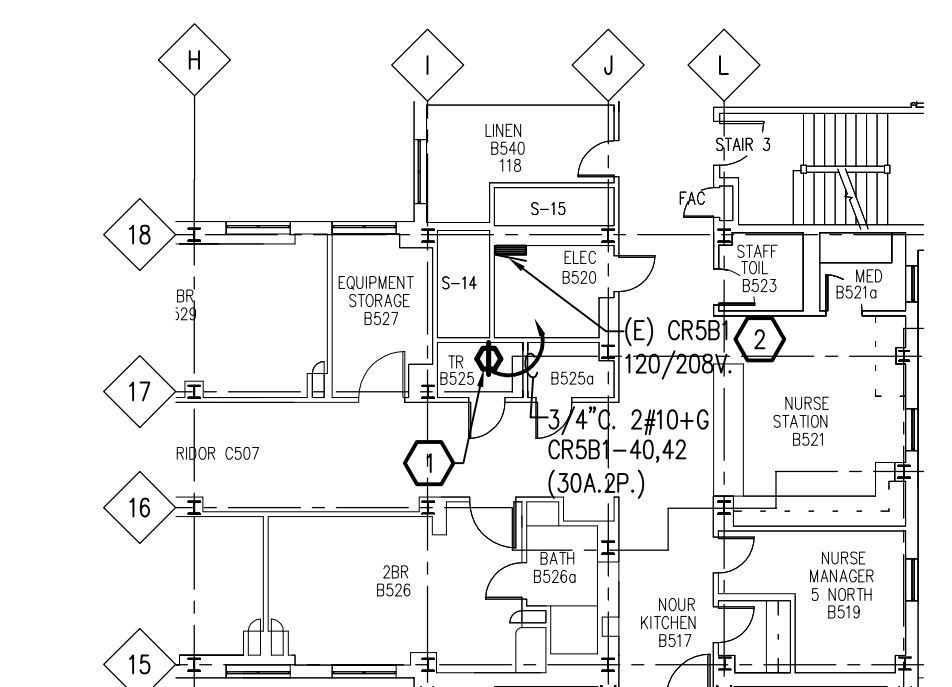 H
I
J
L
LINEN
B540
118
STAIR 3
FAC
S-15
18
STAFF
TOIL
B523
ELEC
B520
MED
B521a
EQUIPMENT
STORAGE
B527
S-14
BR
(E) CR5B1
120/208V.
2
TR
B525
B525a
17
3/4"C. 2#10+G
CR5B1-40,42
(30A.2P.)
NURSE
STATION
B521
RIDOR C507
1
16
BATH
B526a
2BR
B526
NURSE
MANAGER
5 NORTH
B519
NOUR
KITCHEN
B517
15